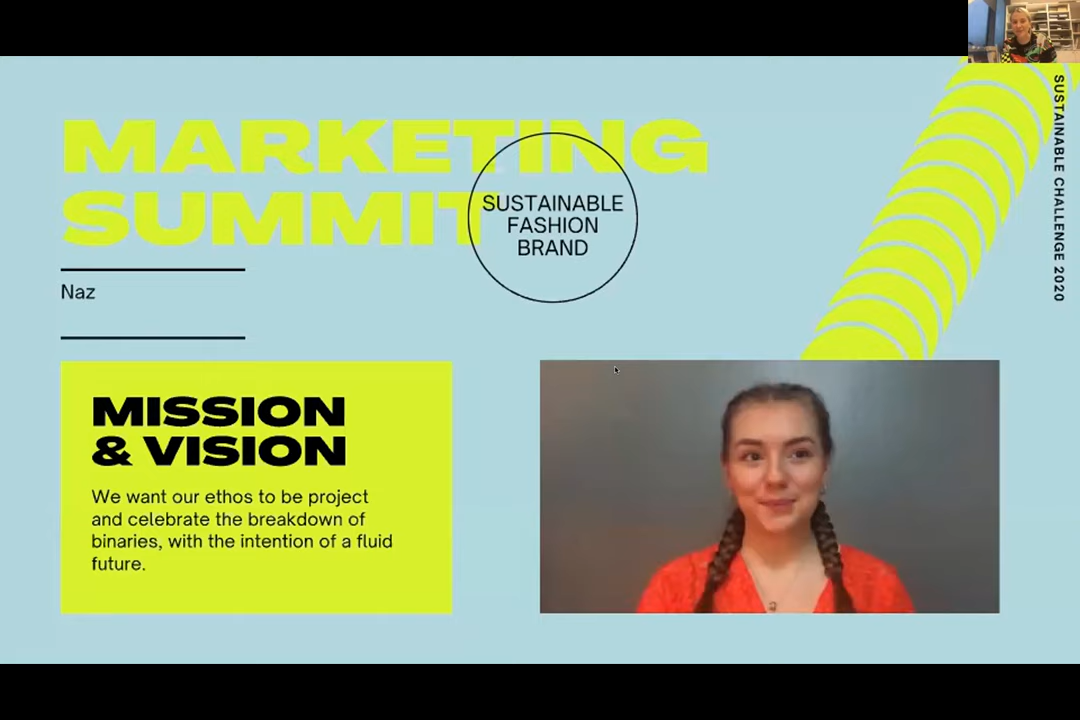 MARKETING
SUMMIT
SUSTAINABLE
FASHION
BRAND
Naz
MISSION
& VISION
We want our ethos to be project
and celebrate the breakdown of
binaries, with the intention of a fluid
future.
SUSTAINABLE CHALLENGE 2020